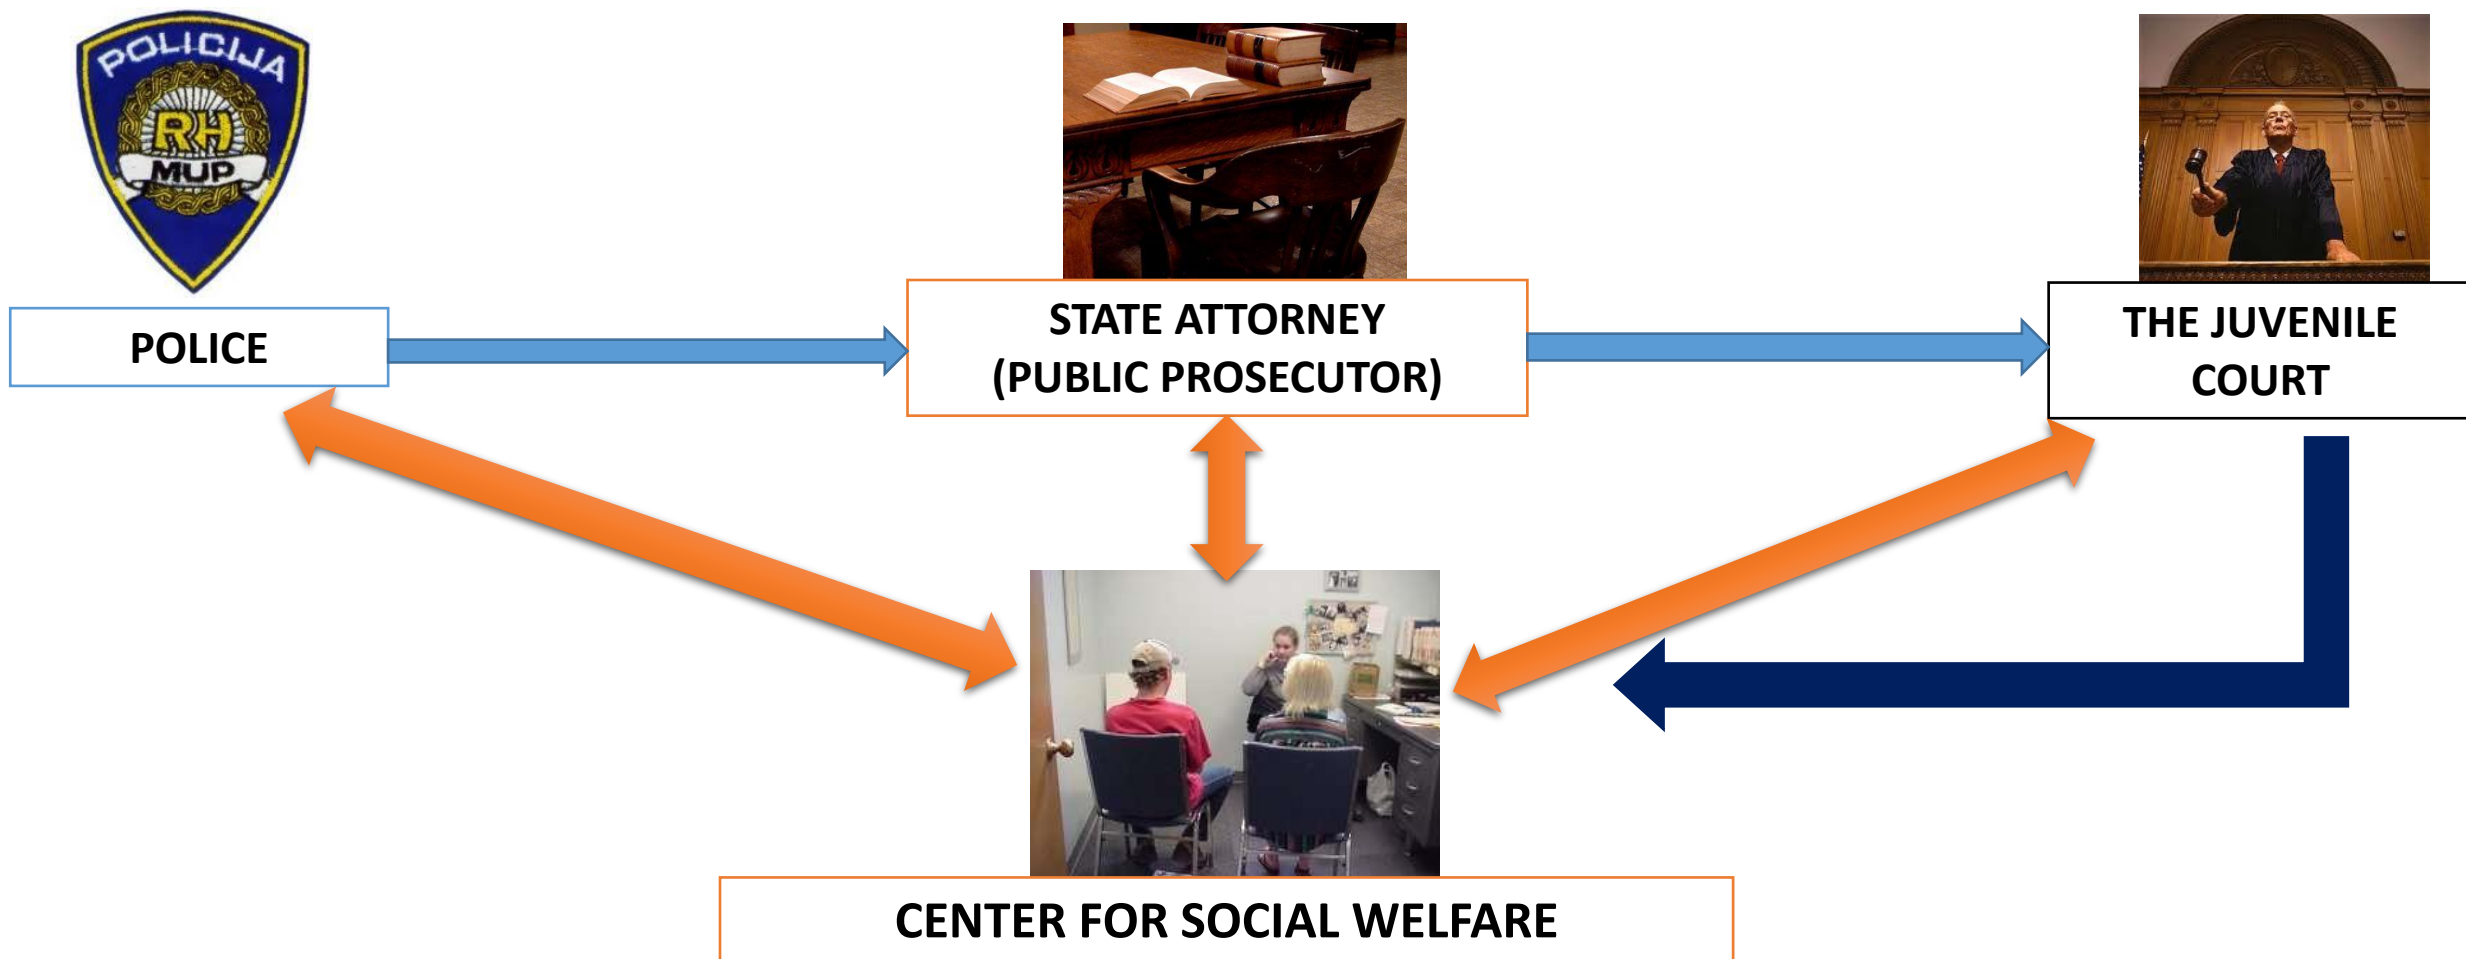 POLICIJA
RH
MUP
POLICE
STATE ATTORNEY
(PUBLIC PROSECUTOR)
THE JUVENILE
COURT
CENTER FOR SOCIAL WELFARE